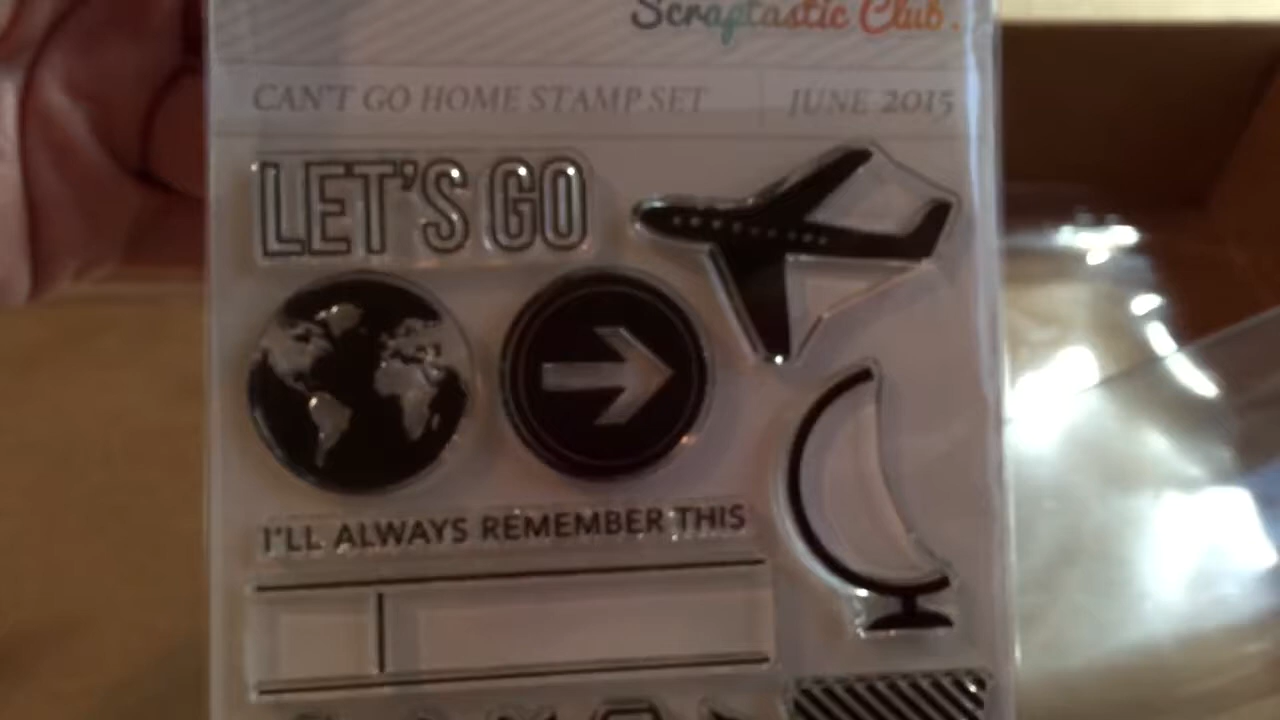 Scraptastic Club.
CAN'T GO HOME STAMP SET JUNE 2015
LET'S GO
I'LL ALWAYS REMEMBER THIS